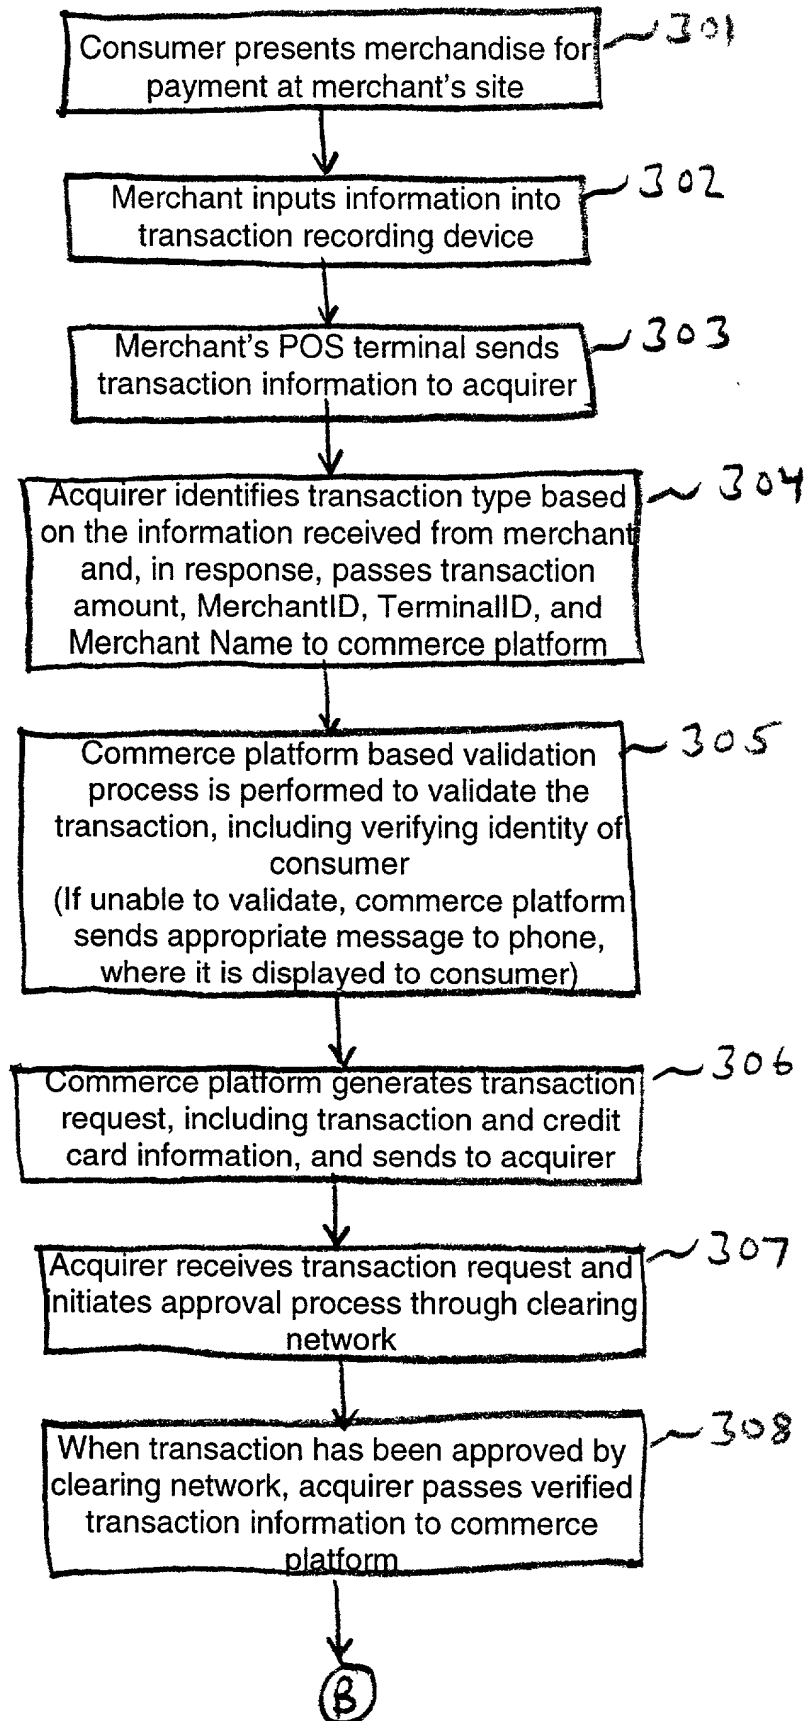 Consumer presents merchandise for
payment at merchant's site
301
Merchant inputs information into
transaction recording device
302
Merchant's POS terminal sends
transaction information to acquirer
303
Acquirer identifies transaction type based
on the information received from merchant
and, in response, passes transaction
amount, MerchantID, TerminalID, and
Merchant Name to commerce platform
304
Commerce platform based validation
process is performed to validate the
transaction, including verifying identity of
consumer
(If unable to validate, commerce platform
sends appropriate message to phone,
where it is displayed to consumer)
305
Commerce platform generates transaction
request, including transaction and credit
card information, and sends to acquirer
306
Acquirer receives transaction request and
initiates approval process through clearing
network
307
When transaction has been approved by
clearing network, acquirer passes verified
transaction information to commerce
platform
308
B